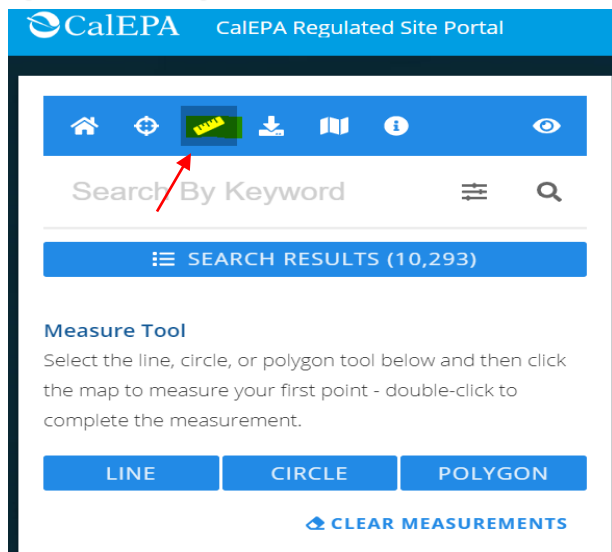 CalEPA CalEPA Regulated Site Portal
Search By Keyword
SEARCH RESULTS (10,293)
Measure Tool
Select the line, circle, or polygon tool below and then click
the map to measure your first point - double-click to
complete the measurement.
LINE CIRCLE POLYGON
CLEAR MEASUREMENTS